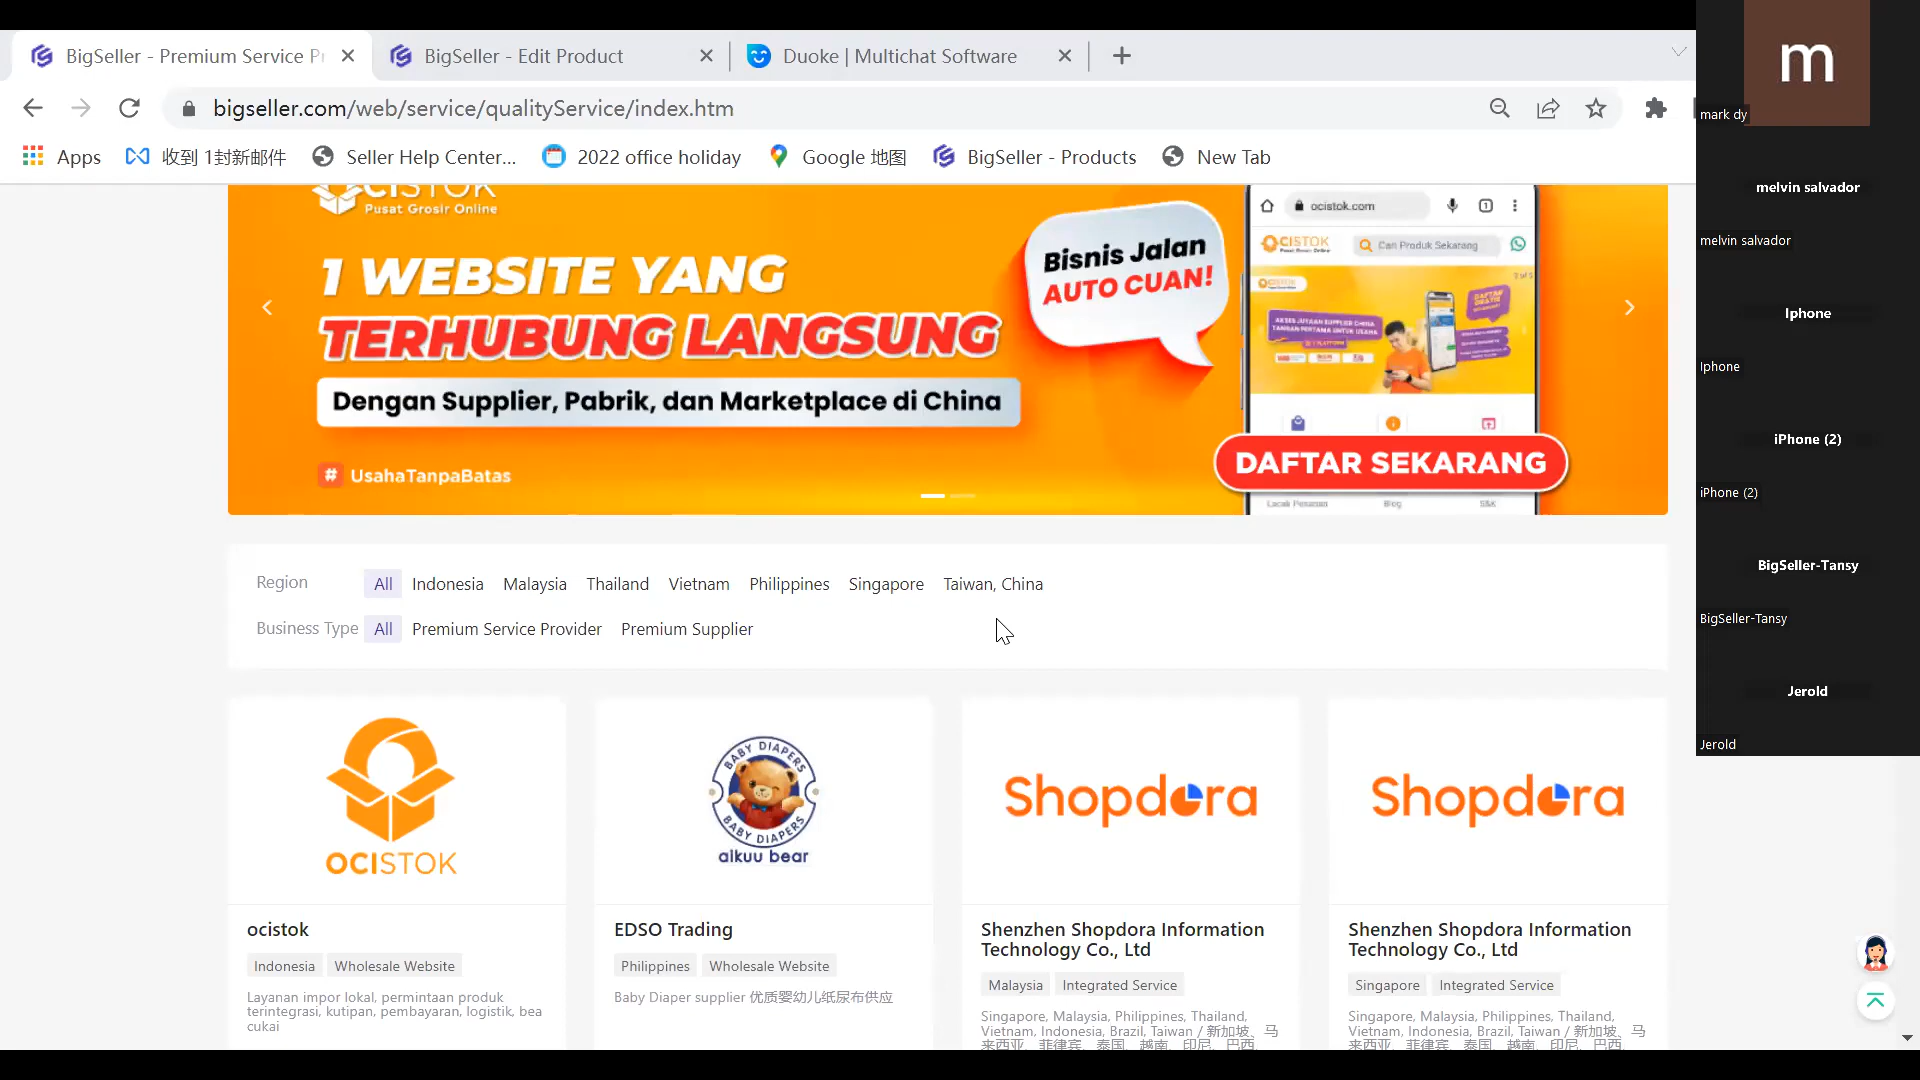 BigSeller - Premium Service Pr
BigSeller - Edit Product
Duoke | Multichat Software
bigseller.com/web/service/qualityService/index.htm
Apps
收到 1封新邮件
Seller Help Center...
2022 office holiday
Google 地图
BigSeller - Products
New Tab
OCISTOK
Pusat Grosir Online
1 WEBSITE YANG
TERHUBUNG LANGSUNG
Dengan Supplier, Pabrik, dan Marketplace di China
# UsahaTanpaBatas
Bisnis Jalan
AUTO CUAN!
ocistok.com
OCISTOK
Cari Produk Sekarang
AKSES JUTAAN SUPPLIER CHINA
DAFTAR SEKARANG
Lacak Pesanan
Blog
S&K
Region
All
Indonesia
Malaysia
Thailand
Vietnam
Philippines
Singapore
Taiwan, China
Business Type
All
Premium Service Provider
Premium Supplier
OCISTOK
BABY DIAPERS
BABY DIAPERS
aikuu bear
Shopdora
Shopdora
ocistok
Indonesia
Wholesale Website
Layanan impor lokal, permintaan produk
terintegrasi, kutipan, pembayaran, logistik, bea
cukai
EDSO Trading
Philippines
Wholesale Website
Baby Diaper supplier 优质婴幼儿纸尿布供应
Shenzhen Shopdora Information
Technology Co., Ltd
Malaysia
Integrated Service
Singapore, Malaysia, Philippines, Thailand,
Vietnam, Indonesia, Brazil, Taiwan / 新加坡、马
来西亚、菲律宾、泰国、越南、印尼、巴西、
Shenzhen Shopdora Information
Technology Co., Ltd
Singapore
Integrated Service
Singapore, Malaysia, Philippines, Thailand,
Vietnam, Indonesia, Brazil, Taiwan / 新加坡、马
来西亚、菲律宾、泰国、越南、印尼、巴西、
m
mark dy
melvin salvador
melvin salvador
Iphone
Iphone
iPhone (2)
iPhone (2)
BigSeller-Tansy
BigSeller-Tansy
Jerold
Jerold